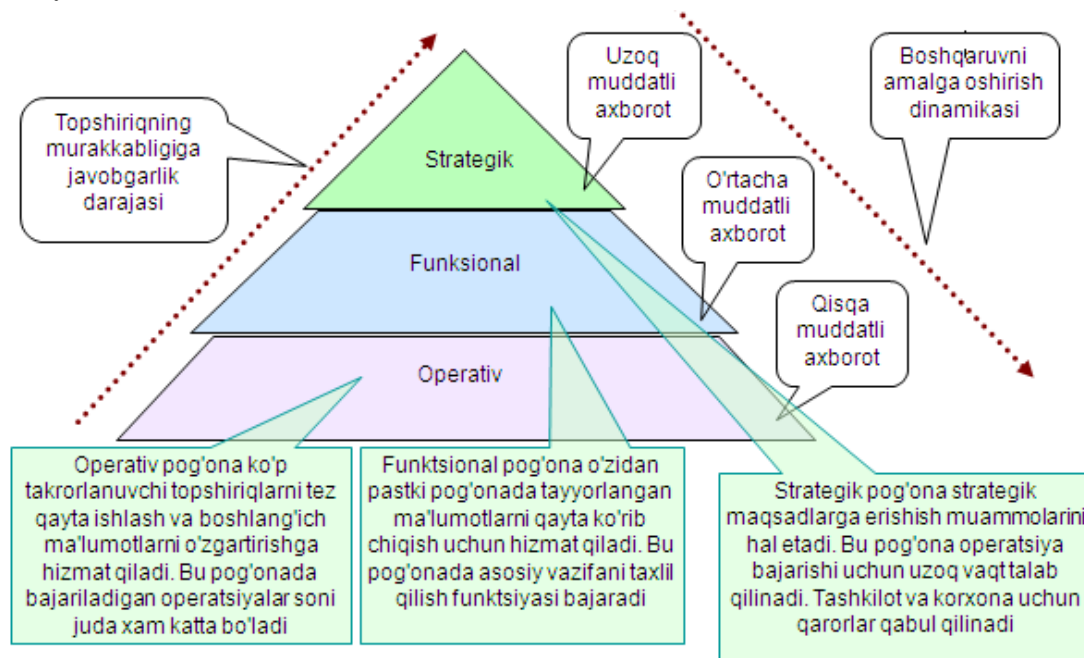 Topshiriqning
murakkabligiga
javobgarlik
darajasi
Uzoq
muddatli
axborot
Boshqaruvni
amalga oshirish
dinamikasi
Strategik
O'rtacha
muddatli
axborot
Funksional
Qisqa
muddatli
axborot
Operativ
Operativ pog'ona ko'p
takrorlanuvchi topshiriqlarni tez
qayta ishlash va boshlang'ich
ma'lumotlarni o'zgartirishga
hizmat qiladi. Bu pog'onada
bajariladigan operatsiyalar soni
juda xam katta bo'ladi
Funktsional pog'ona o'zidan
pastki pog'onada tayyorlangan
ma'lumotlarni qayta ko'rib
chiqish uchun hizmat qiladi. Bu
pog'onada asosiy vazifani taxlil
qilish funktsiyasi bajaradi
Strategik pog'ona strategik
maqsadlarga erishish muammolarini
hal etadi. Bu pog'ona operatsiya
bajarishi uchun uzoq vaqt talab
qilinadi. Tashkilot va korxona uchun
qarorlar qabul qilinadi